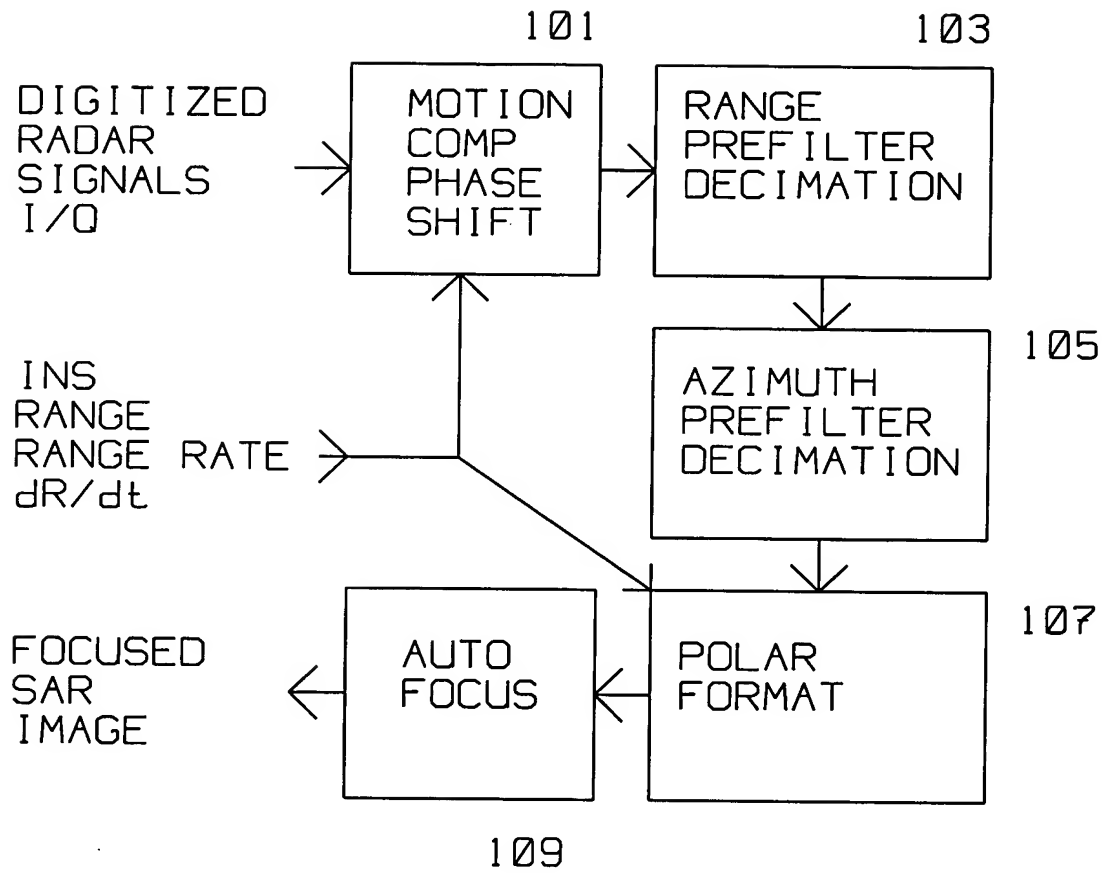 101
103
DIGITIZED
RADAR
SIGNALS
I/Q
MOTION
COMP
PHASE
SHIFT
RANGE
PREFILTER
DECIMATION
105
INS
RANGE
RANGE RATE
dR/dt
AZIMUTH
PREFILTER
DECIMATION
107
FOCUSED
SAR
IMAGE
AUTO
FOCUS
POLAR
FORMAT
109